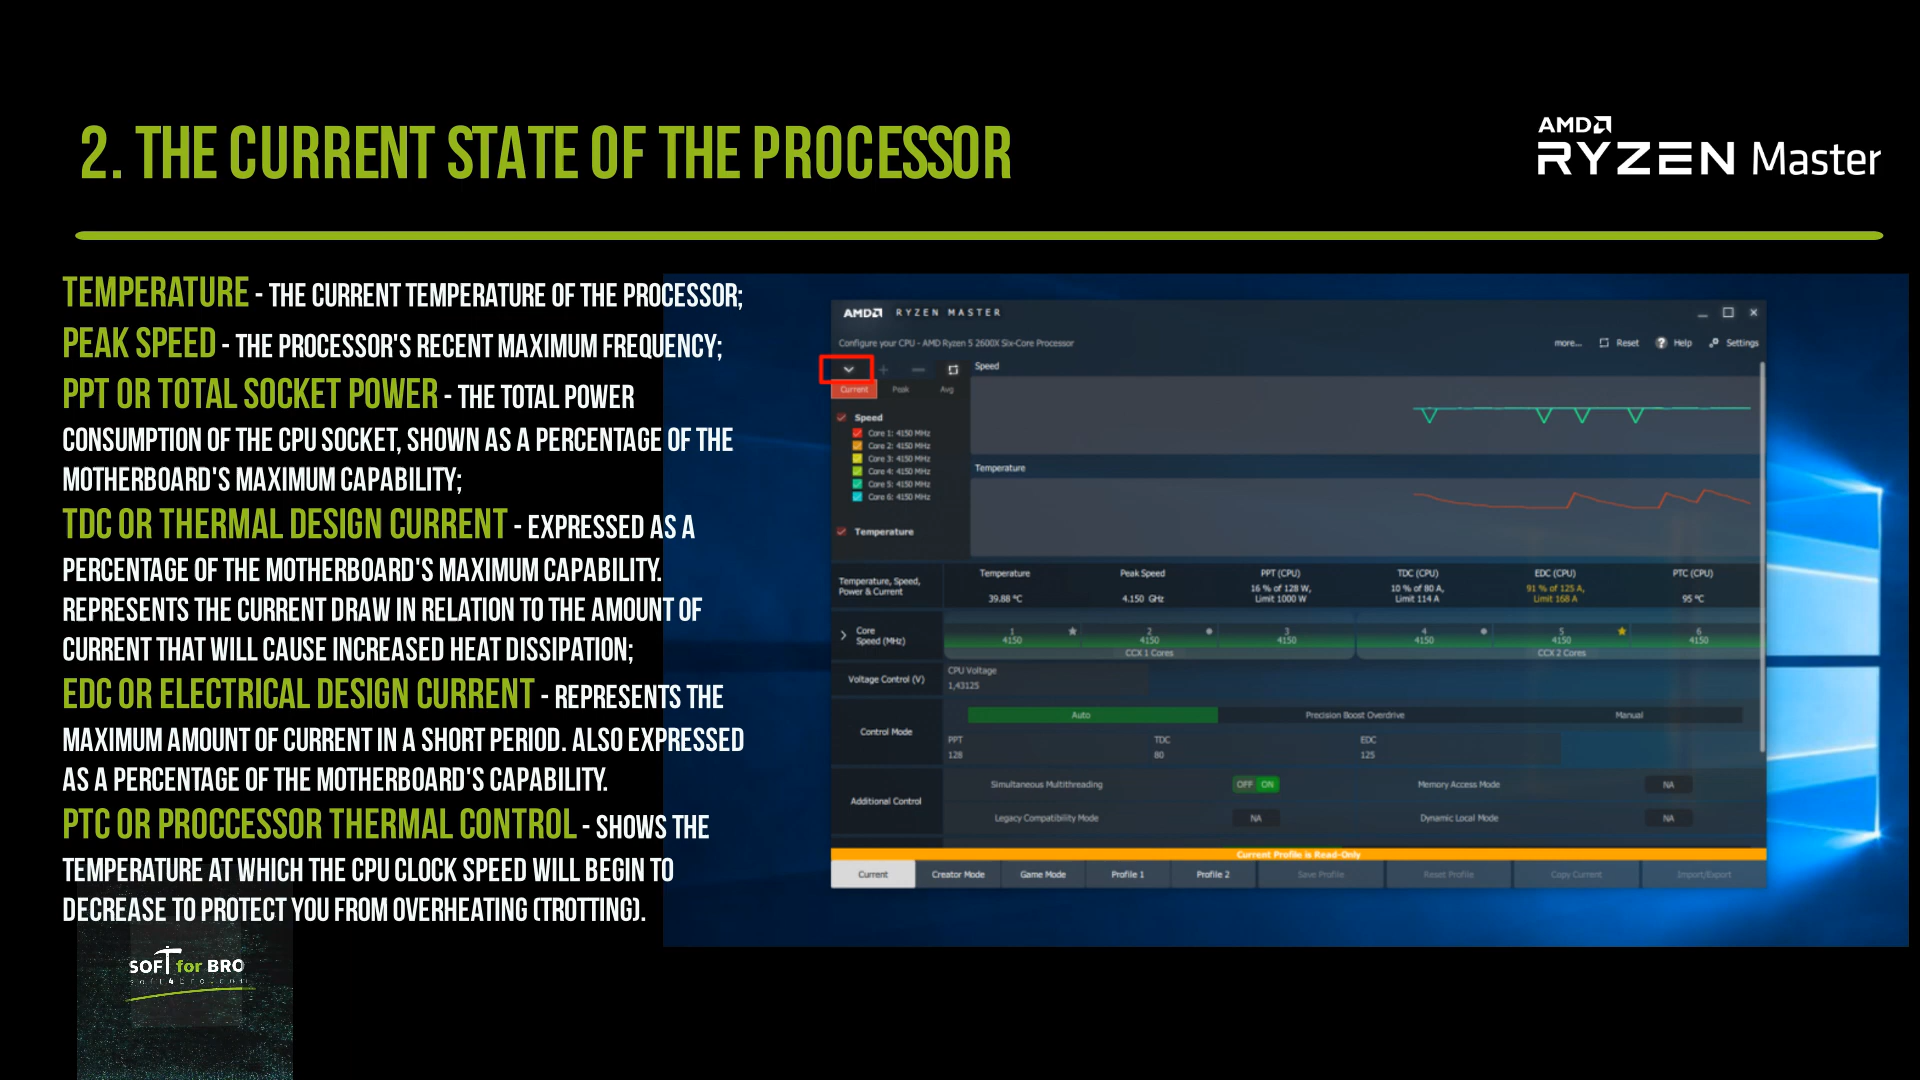 2. THE CURRENT STATE OF THE PROCESSOR
AMD
RYZEN Master
TEMPERATURE - THE CURRENT TEMPERATURE OF THE PROCESSOR;
PEAK SPEED - THE PROCESSOR'S RECENT MAXIMUM FREQUENCY;
PPT OR TOTAL SOCKET POWER - THE TOTAL POWER
CONSUMPTION OF THE CPU SOCKET, SHOWN AS A PERCENTAGE OF THE
MOTHERBOARD'S MAXIMUM CAPABILITY;
TDC OR THERMAL DESIGN CURRENT - EXPRESSED AS A
PERCENTAGE OF THE MOTHERBOARD'S MAXIMUM CAPABILITY.
REPRESENTS THE CURRENT DRAW IN RELATION TO THE AMOUNT OF
CURRENT THAT WILL CAUSE INCREASED HEAT DISSIPATION;
EDC OR ELECTRICAL DESIGN CURRENT - REPRESENTS THE
MAXIMUM AMOUNT OF CURRENT IN A SHORT PERIOD. ALSO EXPRESSED
AS A PERCENTAGE OF THE MOTHERBOARD'S CAPABILITY.
PTC OR PROCCESSOR THERMAL CONTROL - SHOWS THE
TEMPERATURE AT WHICH THE CPU CLOCK SPEED WILL BEGIN TO
DECREASE TO PROTECT YOU FROM OVERHEATING (TROTTING).
SOFT for BRO
soft4bro.com
AMD RYZEN MASTER
Configure your CPU - AMD Ryzen 5 2600X Six-Core Processor
more... Reset Help Settings
Current Peak Avg
Speed
Core 1: 4150 MHz
Core 2: 4150 MHz
Core 3: 4150 MHz
Core 4: 4150 MHz
Core 5: 4150 MHz
Core 6: 4150 MHz
Temperature
Speed
Temperature
Temperature, Speed,
Power & Current
Temperature Peak Speed PPT (CPU) TDC (CPU) EDC (CPU) PTC (CPU)
39.88 °C 4.150 GHz 16 % of 128 W, 10 % of 80 A, 91 % of 125 A, 95 °C
Limit 1000 W Limit 114 A Limit 168 A
Core
Speed (MHz)
1 2 3 4 5 6
4150 4150 4150 4150 4150 4150
CCX 1 Cores CCX 2 Cores
Voltage Control (V)
CPU Voltage
1,43125
Control Mode
Auto Precision Boost Overdrive Manual
PPT TDC EDC
128 80 125
Additional Control
Simultaneous Multithreading OFF ON Memory Access Mode NA
Legacy Compatibility Mode NA Dynamic Local Mode NA
Current Profile is Read-Only
Current Creator Mode Game Mode Profile 1 Profile 2 Save Profile Reset Profile Copy Current Import/Export